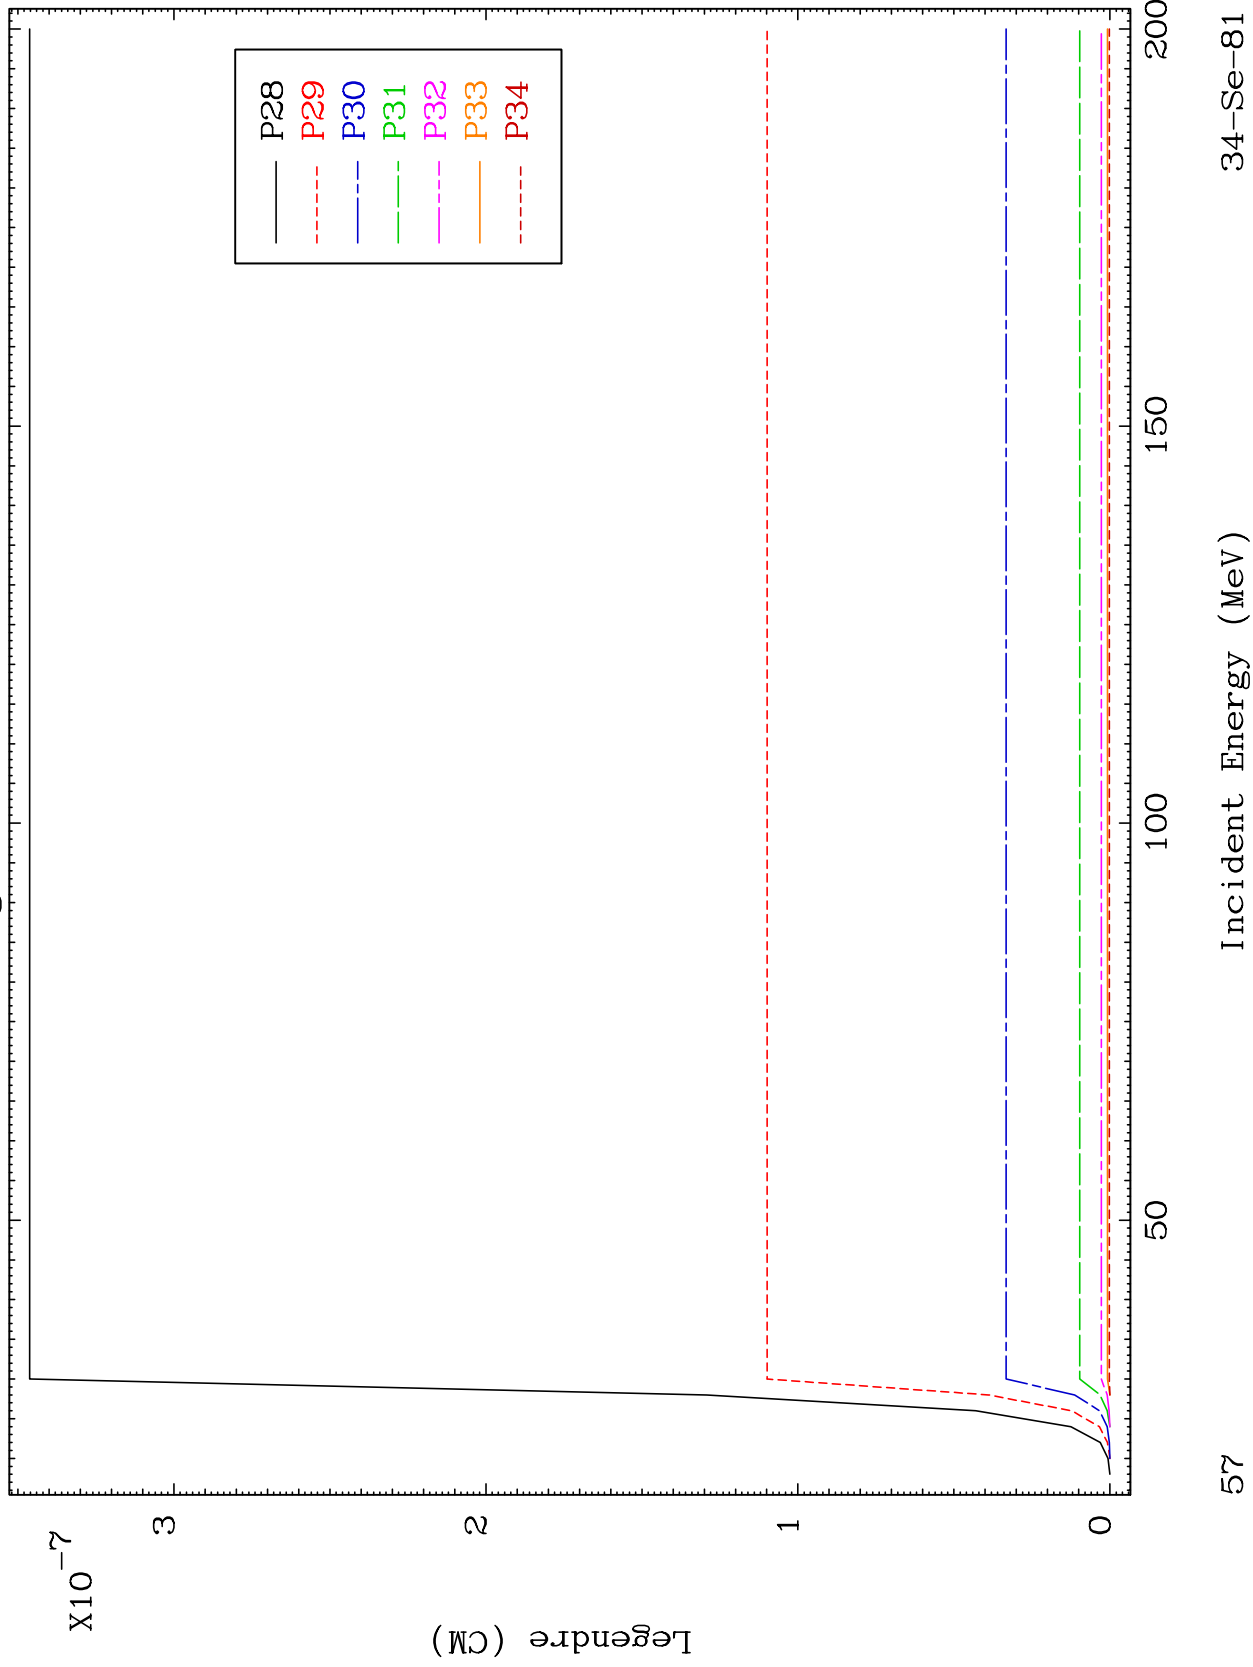 X10-7
3
2
1
0
Legendre (CM)
P28
P29
P30
P31
P32
P33
P34
50
100
150
200
57
Incident Energy (MeV)
34-Se-81